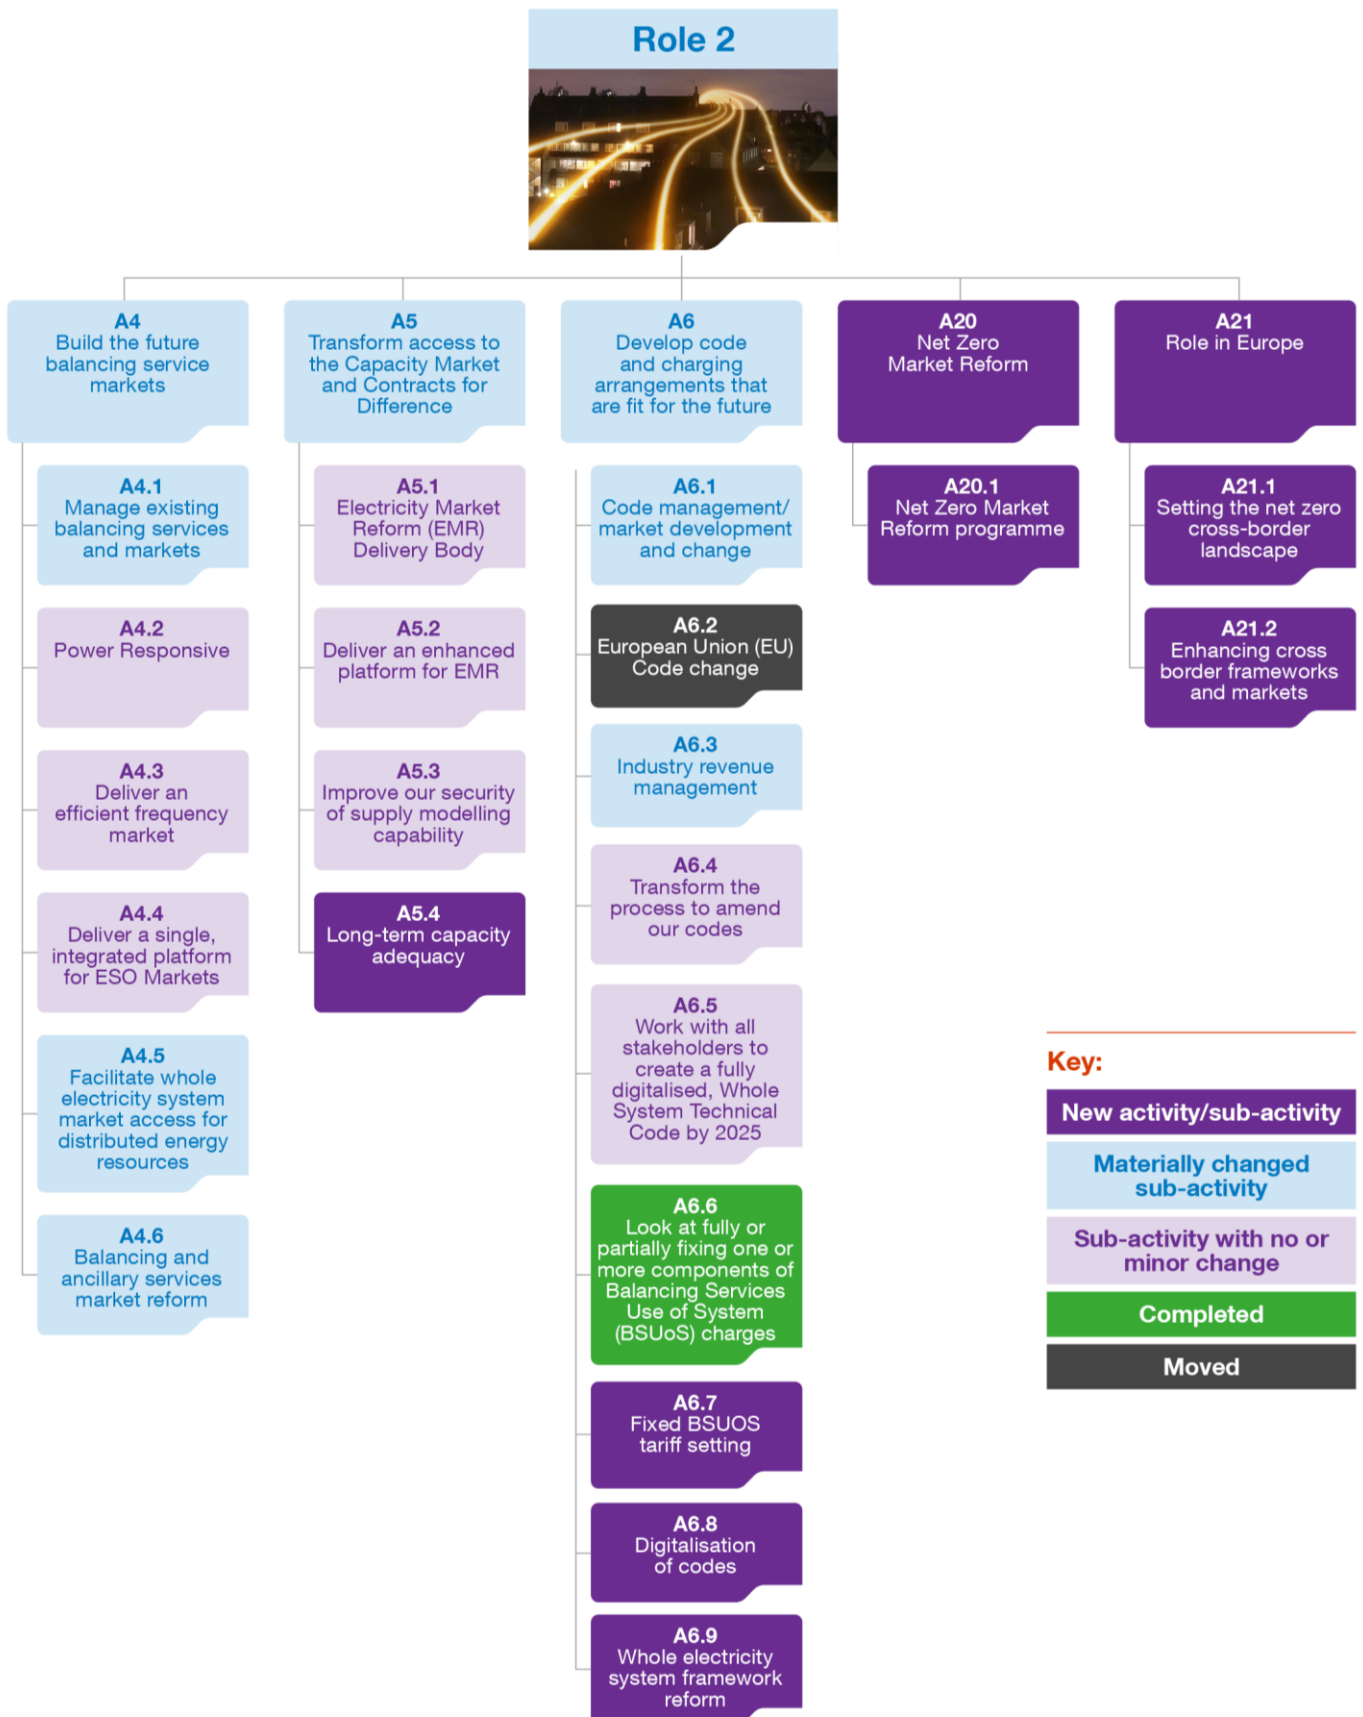 Role 2
A4
Build the future
balancing service
markets
A4.1
Manage existing
balancing services
and markets
A4.2
Power Responsive
A4.3
Deliver an
efficient frequency
market
A4.4
Deliver a single,
integrated platform
for ESO Markets
A4.5
Facilitate whole
electricity system
market access for
distributed energy
resources
A4.6
Balancing and
ancillary services
market reform
A5
Transform access to
the Capacity Market
and Contracts for
Difference
A5.1
Electricity Market
Reform (EMR)
Delivery Body
A5.2
Deliver an enhanced
platform for EMR
A5.3
Improve our security
of supply modelling
capability
A5.4
Long-term capacity
adequacy
A6
Develop code
and charging
arrangements that
are fit for the future
A6.1
Code management/
market development
and change
A6.2
European Union (EU)
Code change
A6.3
Industry revenue
management
A6.4
Transform the
process to amend
our codes
A6.5
Work with all
stakeholders to
create a fully
digitalised, Whole
System Technical
Code by 2025
A6.6
Look at fully or
partially fixing one or
more components of
Balancing Services
Use of System
(BSUoS) charges
A6.7
Fixed BSUOS
tariff setting
A6.8
Digitalisation
of codes
A6.9
Whole electricity
system framework
reform
A20
Net Zero
Market Reform
A20.1
Net Zero Market
Reform programme
A21
Role in Europe
A21.1
Setting the net zero
cross-border
landscape
A21.2
Enhancing cross
border frameworks
and markets
Key:
New activity/sub-activity
Materially changed
sub-activity
Sub-activity with no or
minor change
Completed
Moved